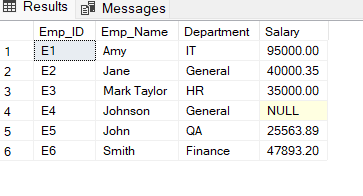 Results Messages
Emp_ID Emp_Name Department Salary
1 E1 Amy IT 95000.00
2 E2 Jane General 40000.35
3 E3 Mark Taylor HR 35000.00
4 E4 Johnson General NULL
5 E5 John QA 25563.89
6 E6 Smith Finance 47893.20